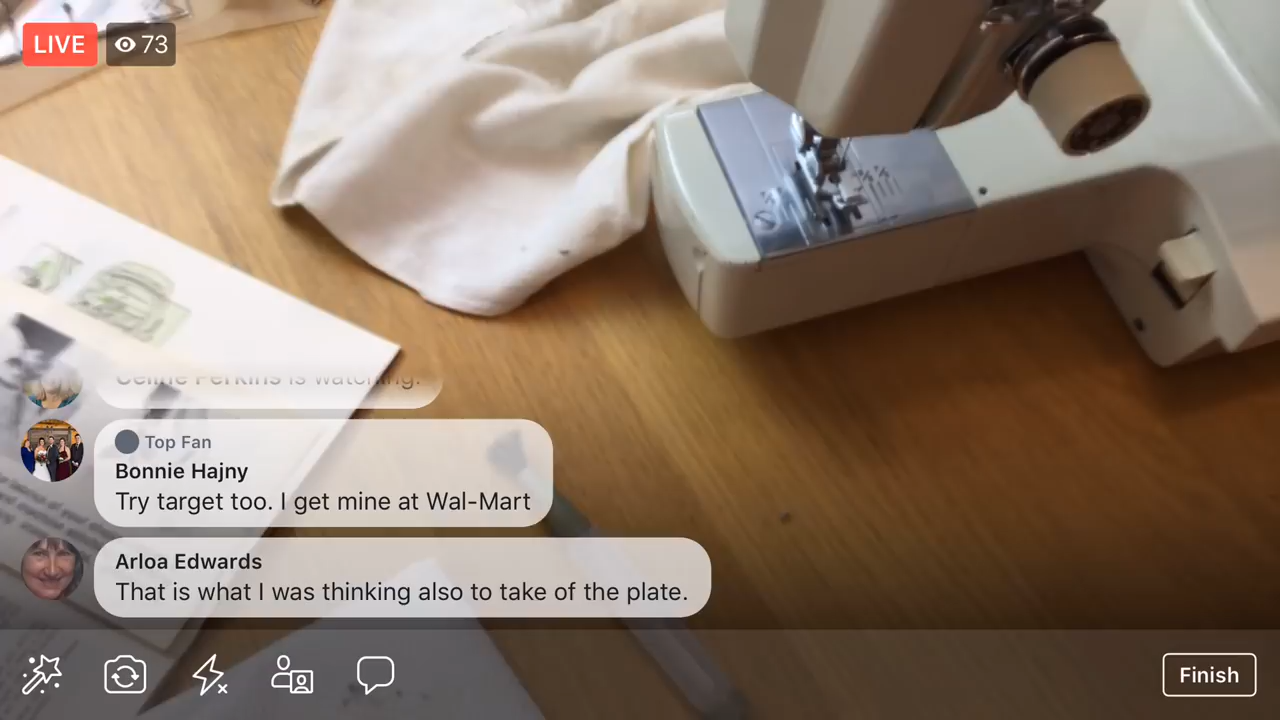 LIVE 73
Celine Perkins is watching.
Top Fan
Bonnie Hajny
Try target too. I get mine at Wal-Mart
Arloa Edwards
That is what I was thinking also to take of the plate.
Finish